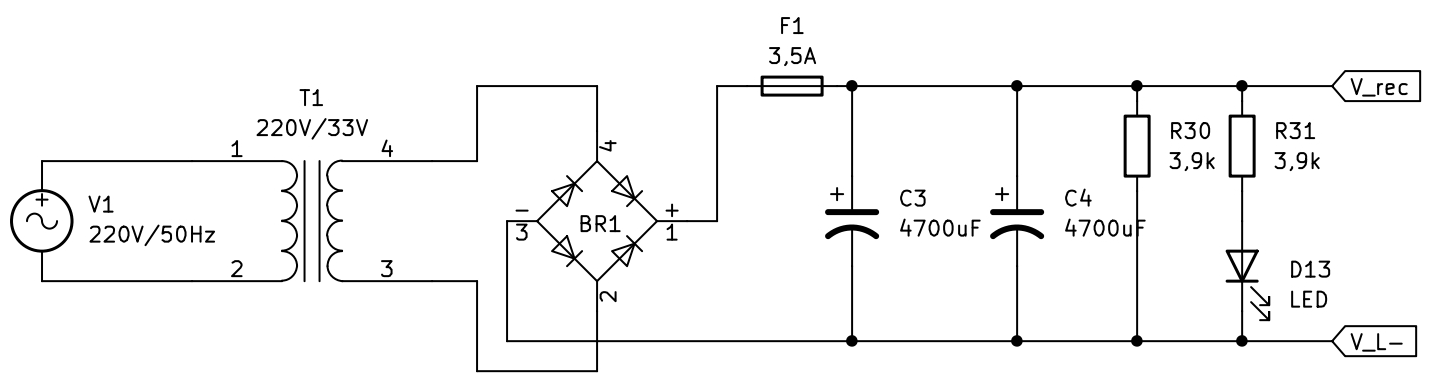 F1
3,5A
V_rec
T1
220V/33V
1
4
4
R30
3,9k
R31
3,9k
+
V1
220V/50Hz
-
3
BR1
+
1
+
C3
4700uF
+
C4
4700uF
2
3
2
D13
LED
V_L-